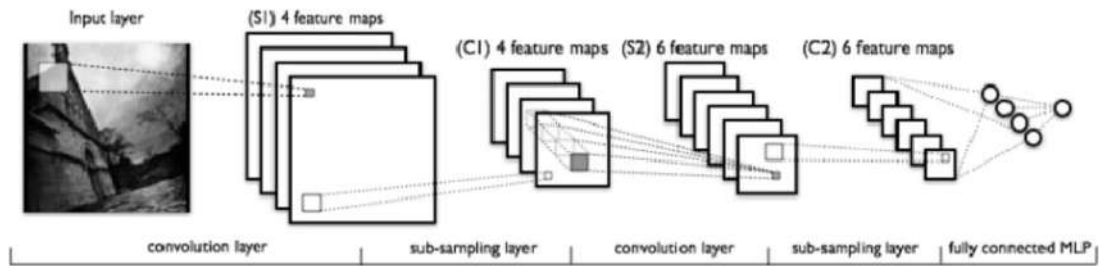 Input layer
(S1) 4 feature maps
(C1) 4 feature maps
(S2) 6 feature maps
(C2) 6 feature maps
convolution layer
sub-sampling layer
convolution layer
sub-sampling layer
fully connected MLP